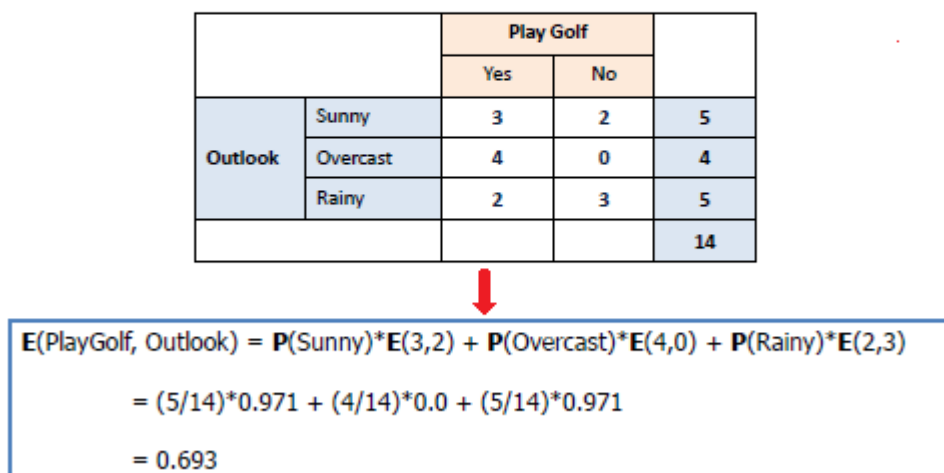 Play Golf
Yes No
Sunny 3 2 5
Outlook Overcast 4 0 4
Rainy 2 3 5
14
E(PlayGolf, Outlook) = P(Sunny)*E(3,2) + P(Overcast)*E(4,0) + P(Rainy)*E(2,3)
= (5/14)*0.971 + (4/14)*0.0 + (5/14)*0.971
= 0.693